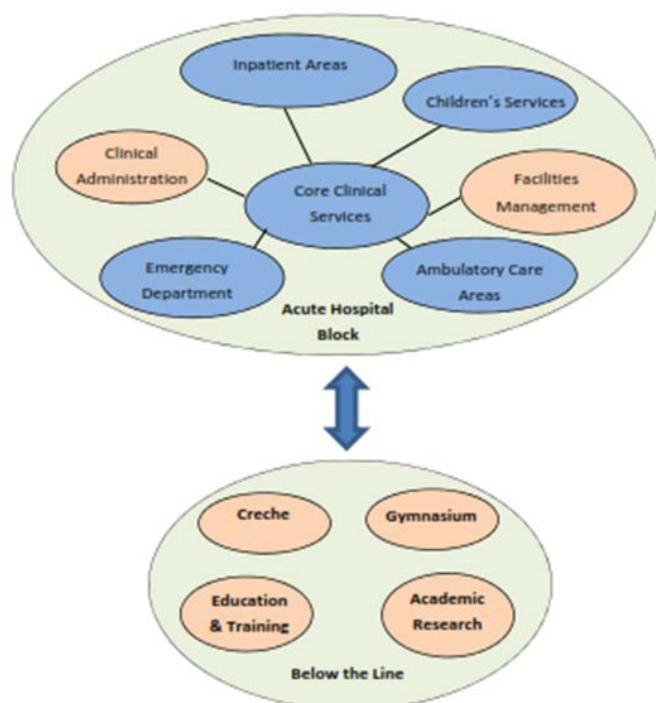 Inpatient Areas
Children's Services
Clinical
Administration
Core Clinical
Services
Facilities
Management
Emergency
Department
Ambulatory Care
Areas
Acute Hospital
Block
Creche
Gymnasium
Education
& Training
Academic
Research
Below the Line